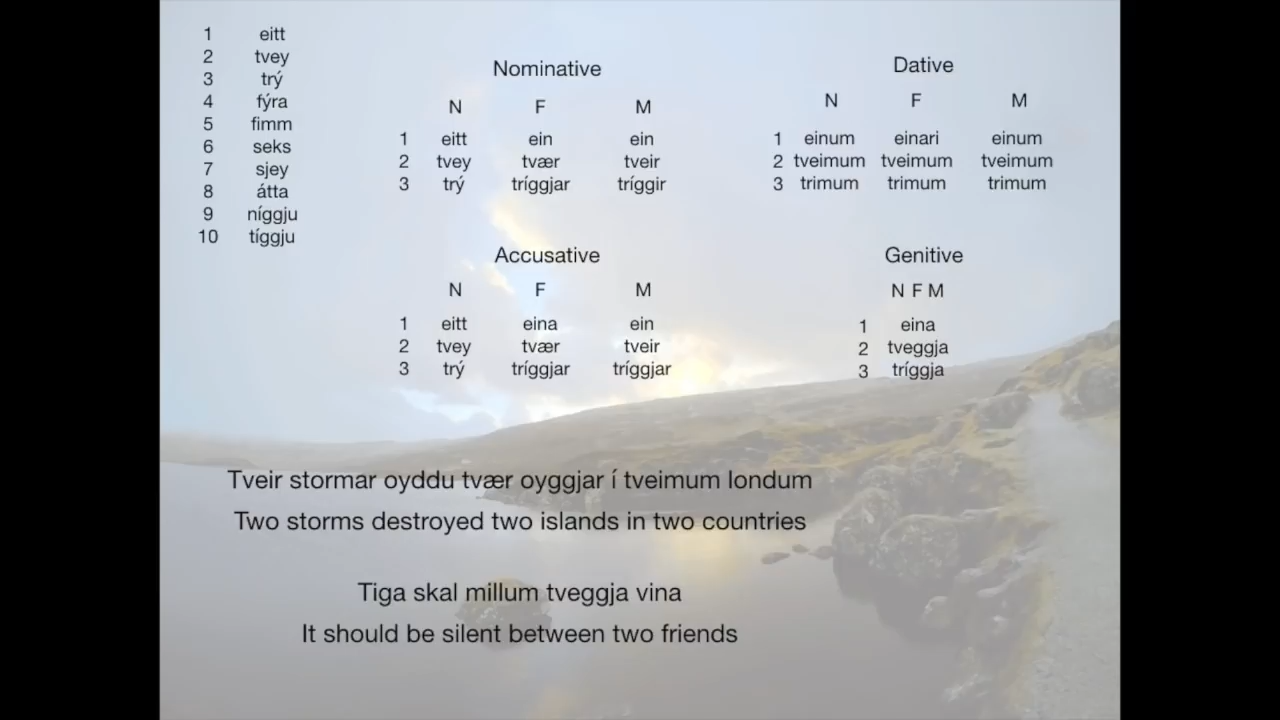 1 eitt
2 tvey
3 trý
4 fýra
5 fimm
6 seks
7 sjey
8 átta
9 níggju
10 tíggju
Nominative
N F M
1 eitt ein ein
2 tvey tvær tveir
3 trý tríggjar tríggir
Dative
N F M
1 einum einari einum
2 tveimum tveimum tveimum
3 trimum trimum trimum
Accusative
N F M
1 eitt eina ein
2 tvey tvær tveir
3 trý tríggjar tríggjar
Genitive
N F M
1 eina
2 tveggja
3 tríggja
Tveir stormar oyddu tvær oyggjar í tveimum londum
Two storms destroyed two islands in two countries
Tiga skal millum tveggja vina
It should be silent between two friends